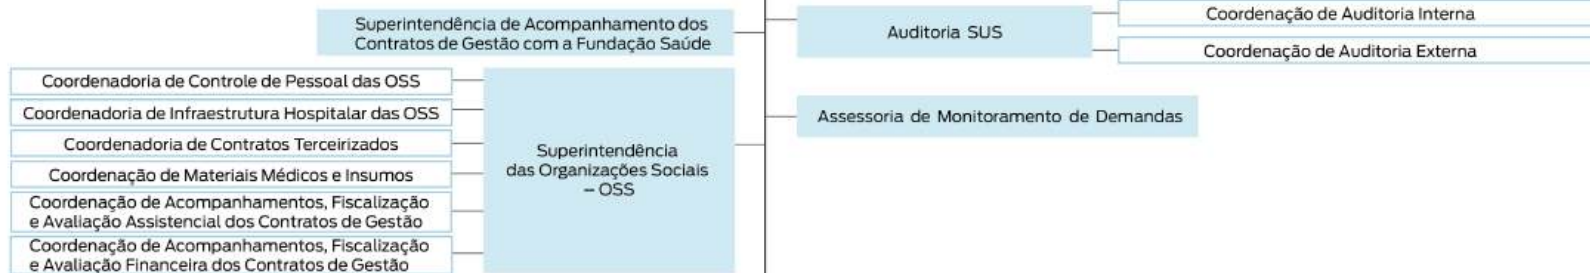 Superintendência de Acompanhamento dos
Contratos de Gestão com a Fundação Saúde
Coordenadoria de Controle de Pessoal das OSS
Coordenadoria de Infraestrutura Hospitalar das OSS
Coordenadoria de Contratos Terceirizados
Coordenação de Materiais Médicos e Insumos
Coordenação de Acompanhamentos, Fiscalização
e Avaliação Assistencial dos Contratos de Gestão
Coordenação de Acompanhamentos, Fiscalização
e Avaliação Financeira dos Contratos de Gestão
Superintendência
das Organizações Sociais
– OSS
Auditoria SUS
Coordenação de Auditoria Interna
Coordenação de Auditoria Externa
Assessoria de Monitoramento de Demandas